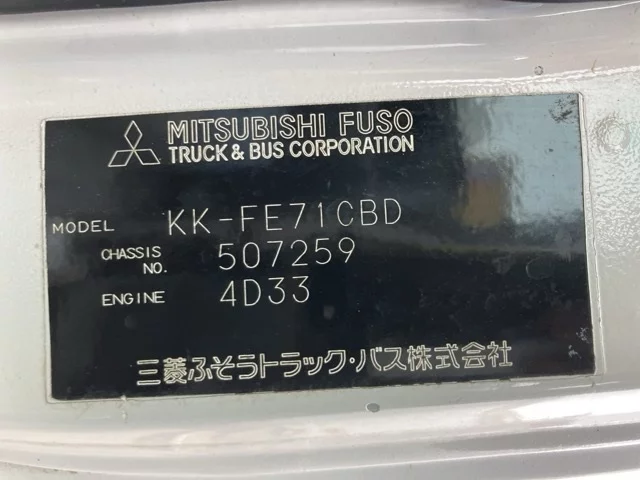 MITSUBISHI FUSO
TRUCK & BUS CORPORATION
MODEL KK-FE71CBD
CHASSIS NO. 507259
ENGINE 4D33
三菱ふそうトラック・バス株式会社